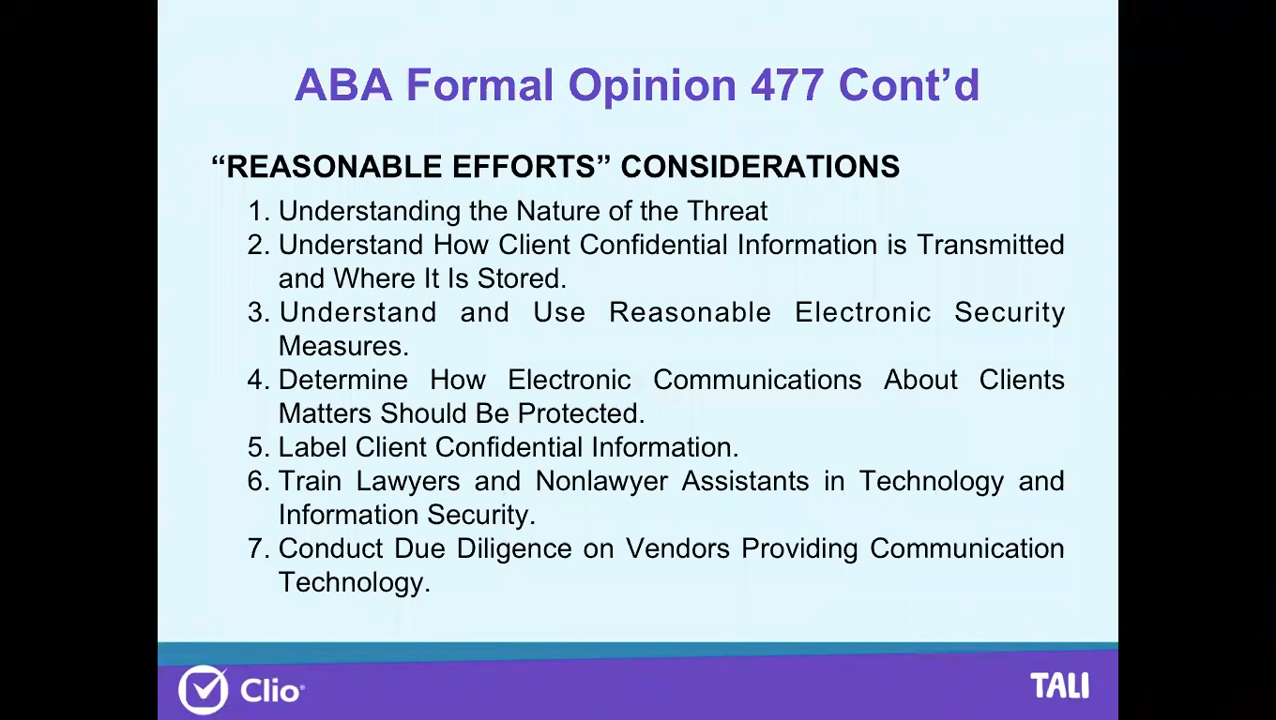 ABA Formal Opinion 477 Cont’d
“REASONABLE EFFORTS” CONSIDERATIONS
1. Understanding the Nature of the Threat
2. Understand How Client Confidential Information is Transmitted
and Where It Is Stored.
3. Understand and Use Reasonable Electronic Security
Measures.
4. Determine How Electronic Communications About Clients
Matters Should Be Protected.
5. Label Client Confidential Information.
6. Train Lawyers and Nonlawyer Assistants in Technology and
Information Security.
7. Conduct Due Diligence on Vendors Providing Communication
Technology.
Clio®
TALI